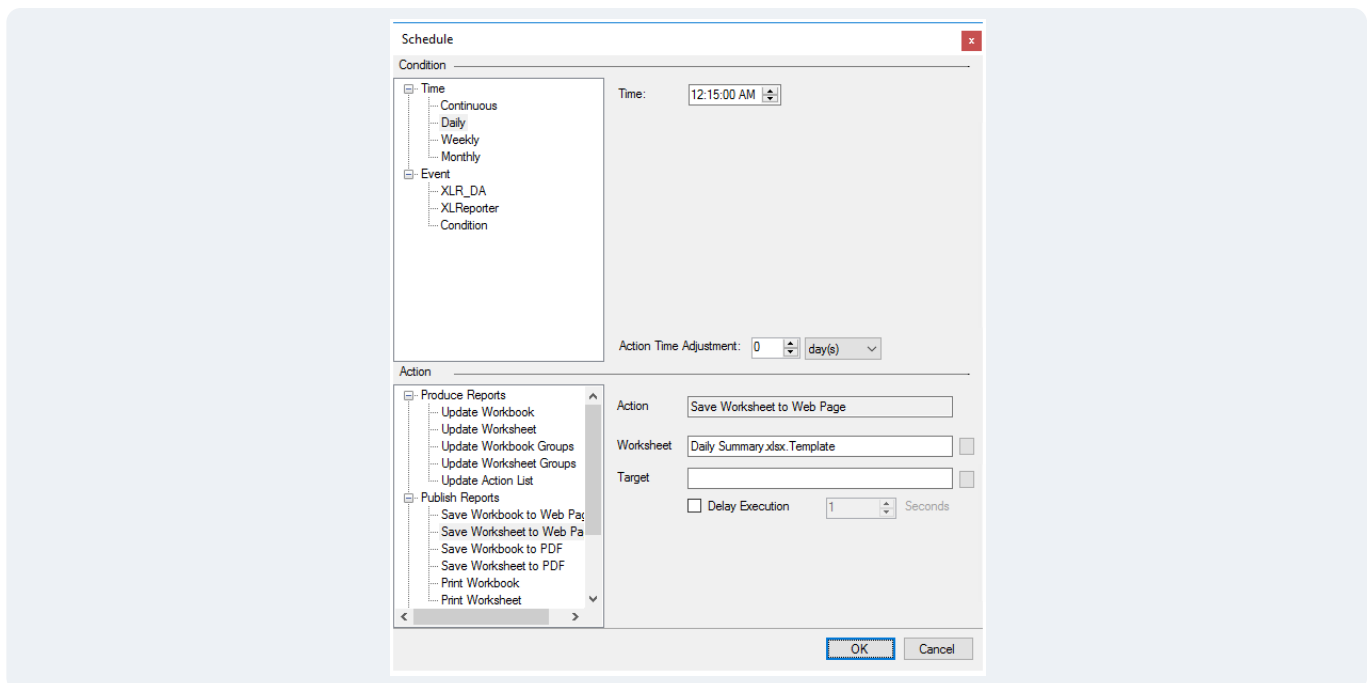 Schedule
x
Condition
Time
Continuous
Daily
Weekly
Monthly
Event
XLR_DA
XLReporter
Condition
Time: 12:15:00 AM
Action Time Adjustment: 0 day(s)
Action
Produce Reports
Update Workbook
Update Worksheet
Update Workbook Groups
Update Worksheet Groups
Update Action List
Publish Reports
Save Workbook to Web Pag
Save Worksheet to Web Pa
Save Workbook to PDF
Save Worksheet to PDF
Print Workbook
Print Worksheet
Action Save Worksheet to Web Page
Worksheet Daily Summary.xlsx.Template
Target
Delay Execution 1 Seconds
OK Cancel